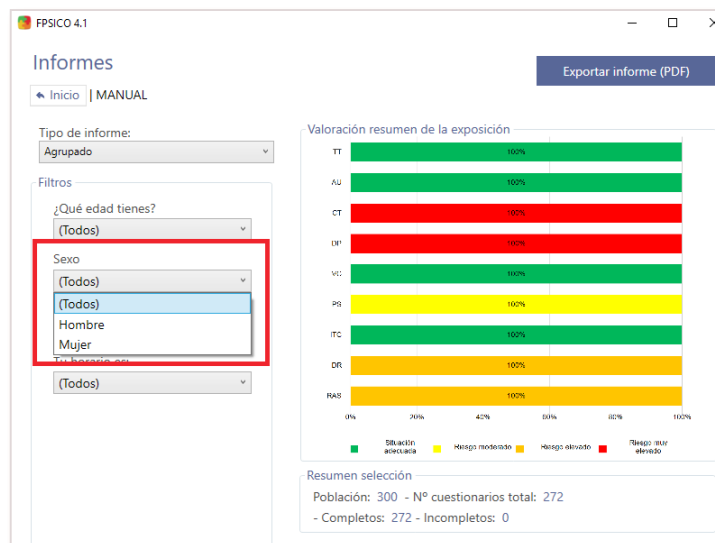 FPSICO 4.1
Informes
Exportar informe (PDF)
Inicio | MANUAL
Tipo de informe:
Agrupado
Filtros
¿Qué edad tienes?
(Todos)
Sexo
(Todos)
(Todos)
Hombre
Mujer
Tu horario es:
(Todos)
Valoración resumen de la exposición
TT 100%
AU 100%
CT 100%
DP 100%
VC 100%
PS 100%
ITC 100%
DR 100%
RAS 100%
0% 20% 40% 60% 80% 100%
Situación adecuada Riesgo moderado Riesgo elevado Riesgo muy elevado
Resumen selección
Población: 300 - Nº cuestionarios total: 272
- Completos: 272 - Incompletos: 0